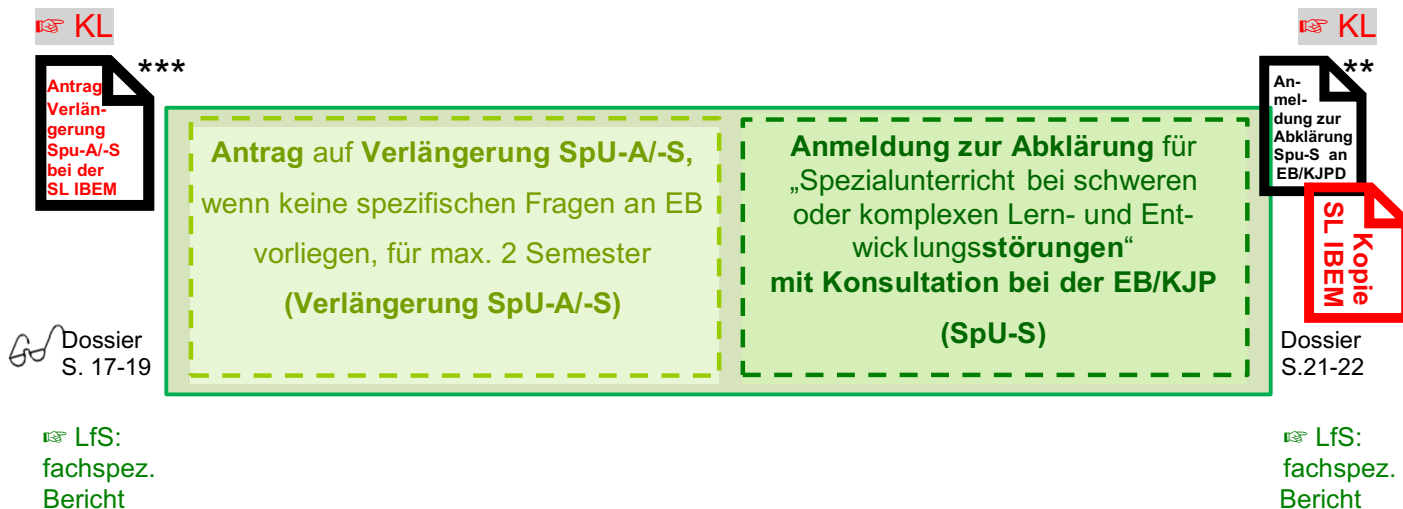 ☞ KL
***
Antrag
Verlän-
gerung
Spu-A/-S
bei der
SL IBEM
Dossier
S. 17-19
☞ LfS:
fachspez.
Bericht
Antrag auf Verlängerung SpU-A/-S,
wenn keine spezifischen Fragen an EB
vorliegen, für max. 2 Semester
(Verlängerung SpU-A/-S)
Anmeldung zur Abklärung für
„Spezialunterricht bei schweren
oder komplexen Lern- und Ent-
wick lungsstörungen“
mit Konsultation bei der EB/KJP
(SpU-S)
☞ KL
**
An-
mel-
dung zur
Abklärung
Spu-S an
EB/KJPD
Kopie
SL IBEM
Dossier
S.21-22
☞ LfS:
fachspez.
Bericht